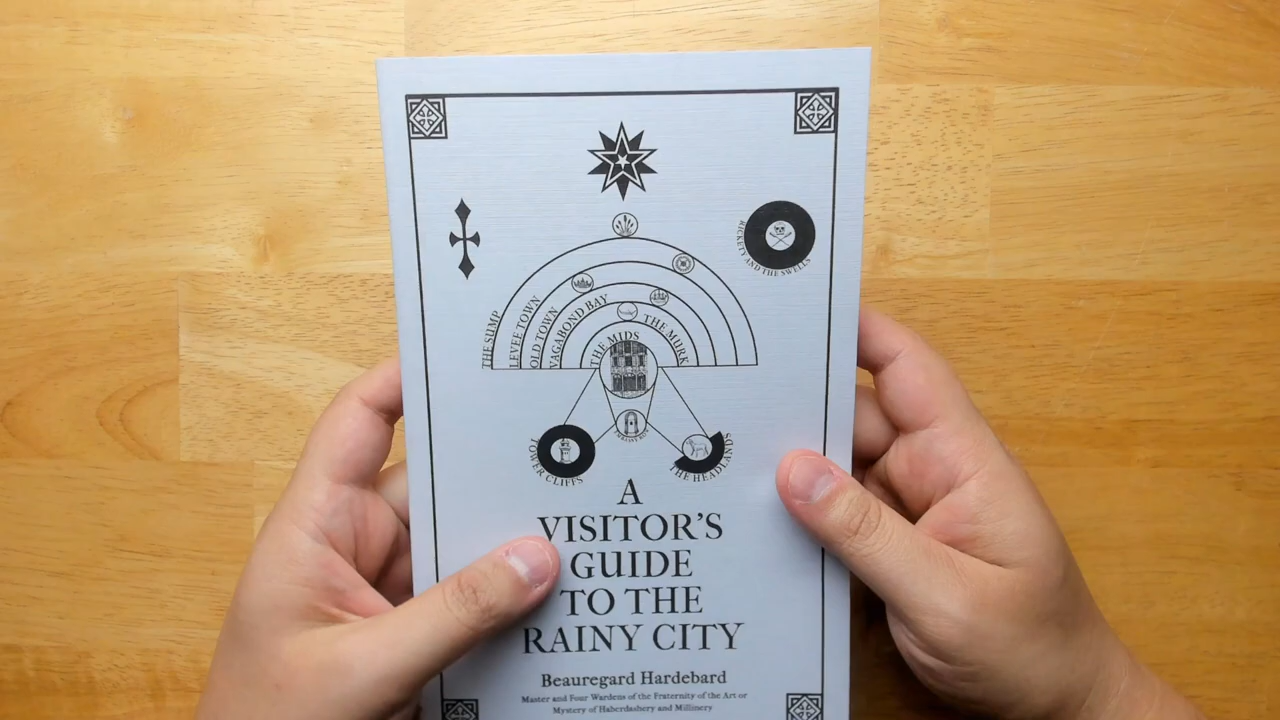 RICKETY AND THE SWELLS
THE SUMP
LEVEE TOWN
OLD TOWN
VAGABOND BAY
THE MURK
THE MIDS
TOWER CLIFFS
THE HEADLANDS
A
VISITOR'S
GUIDE
TO THE
RAINY CITY
Beauregard Hardebard
Master and Four Wardens of the Fraternity of the Art or
Mystery of Haberdashery and Millinery